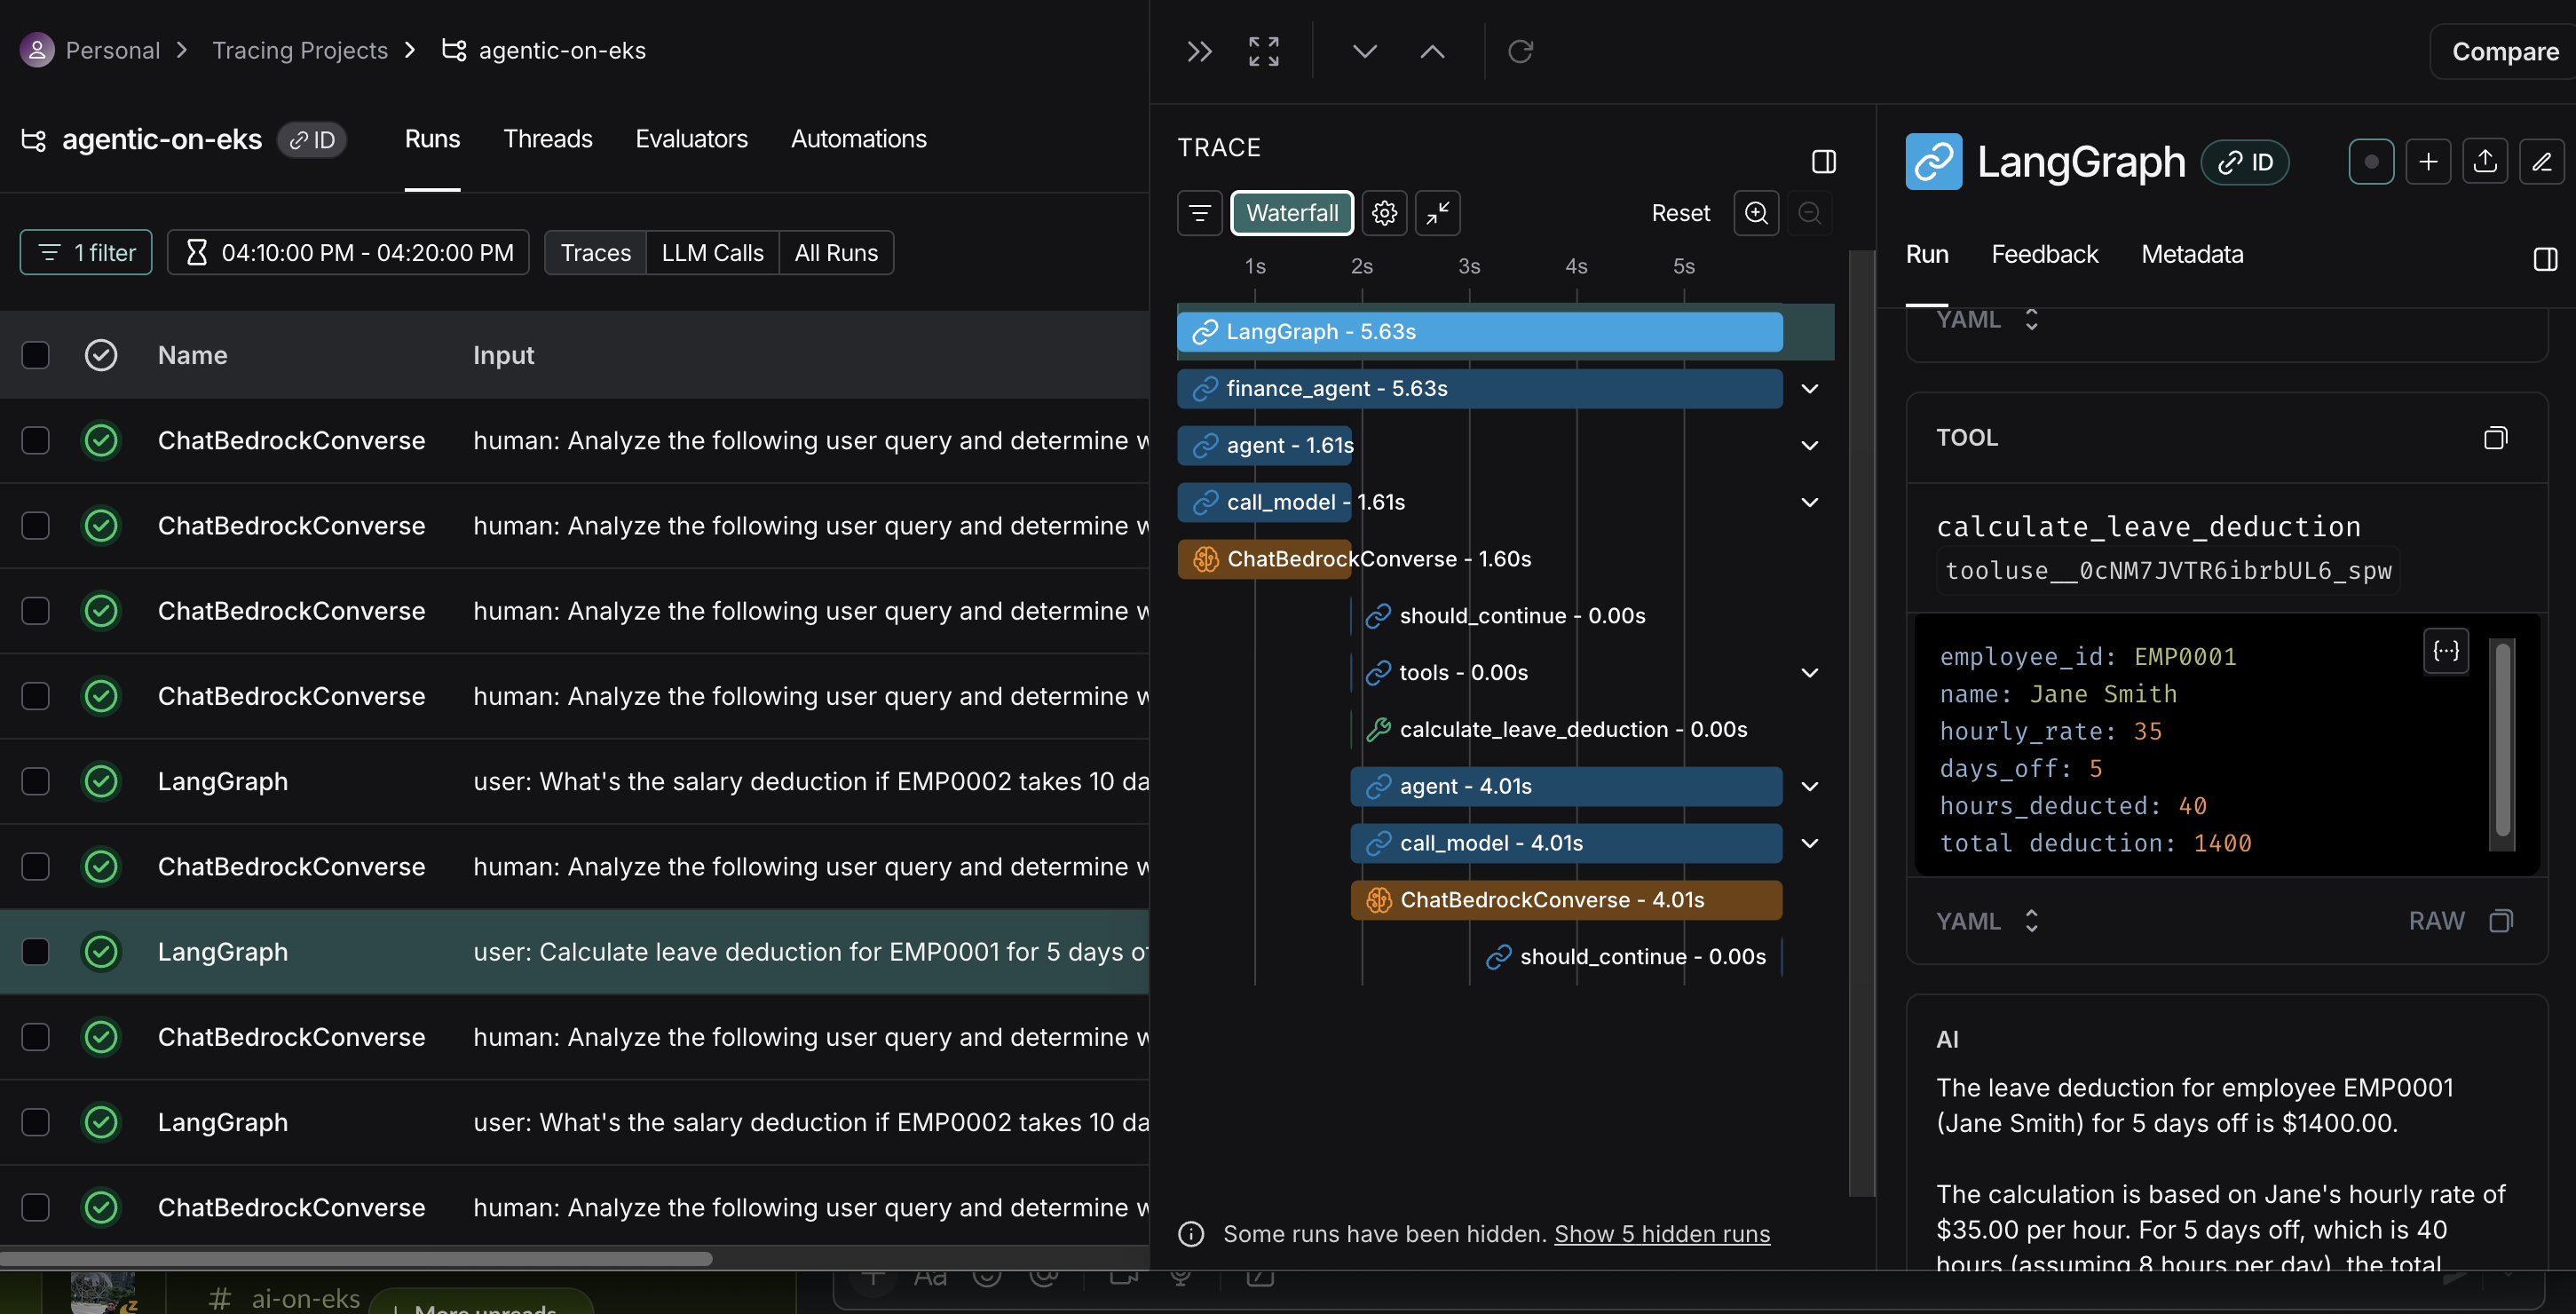 Personal > Tracing Projects > agentic-on-eks
agentic-on-eks ID Runs Threads Evaluators Automations
1 filter 04:10:00 PM - 04:20:00 PM Traces LLM Calls All Runs
Name Input
ChatBedrockConverse human: Analyze the following user query and determine w
ChatBedrockConverse human: Analyze the following user query and determine w
ChatBedrockConverse human: Analyze the following user query and determine w
ChatBedrockConverse human: Analyze the following user query and determine w
LangGraph user: What's the salary deduction if EMP0002 takes 10 da
ChatBedrockConverse human: Analyze the following user query and determine w
LangGraph user: Calculate leave deduction for EMP0001 for 5 days o
ChatBedrockConverse human: Analyze the following user query and determine w
LangGraph user: What's the salary deduction if EMP0002 takes 10 da
ChatBedrockConverse human: Analyze the following user query and determine w
# ai-on-eks
More unreads
Compare
TRACE
Waterfall Reset
1s 2s 3s 4s 5s
LangGraph - 5.63s
finance_agent - 5.63s
agent - 1.61s
call_model - 1.61s
ChatBedrockConverse - 1.60s
should_continue - 0.00s
tools - 0.00s
calculate_leave_deduction - 0.00s
agent - 4.01s
call_model - 4.01s
ChatBedrockConverse - 4.01s
should_continue - 0.00s
Some runs have been hidden. Show 5 hidden runs
LangGraph ID
Run Feedback Metadata
YAML
TOOL
calculate_leave_deduction
tooluse__0cNM7JVTR6ibrbUL6_spw
employee_id: EMP0001
name: Jane Smith
hourly_rate: 35
days_off: 5
hours_deducted: 40
total deduction: 1400
YAML RAW
AI
The leave deduction for employee EMP0001
(Jane Smith) for 5 days off is $1400.00.
The calculation is based on Jane's hourly rate of
$35.00 per hour. For 5 days off, which is 40
hours (assuming 8 hours per day), the total
Aa